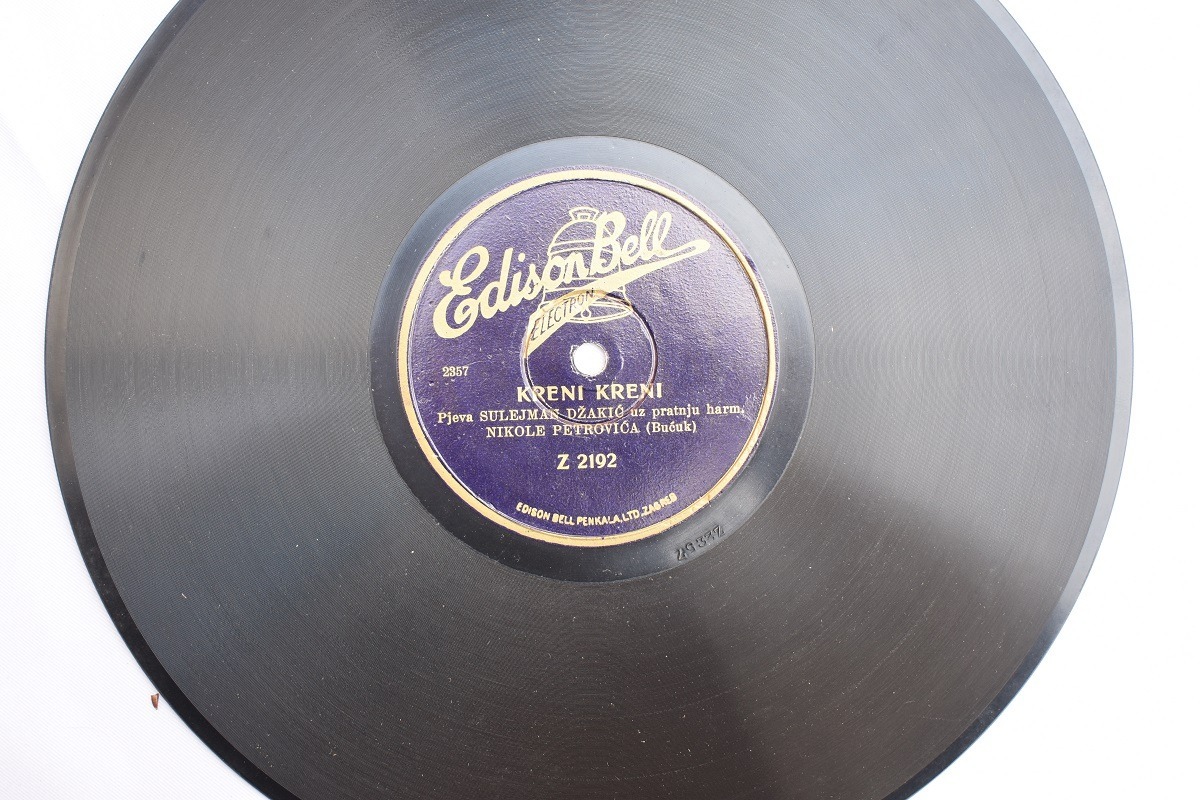 Edison Bell
ELECTRON
2357
KRENI KRENI
Pjeva SULEJMAN DŽAKIĆ uz pratnju harm.
NIKOLE PETROVIĆA (Bućuk)
Z 2192
EDISON BELL PENKALA, LTD. ZAGREB